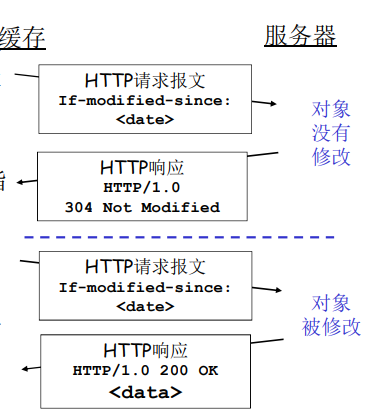 缓存
服务器
HTTP请求报文
If-modified-since:
<date>
对象
没有
修改
HTTP响应
HTTP/1.0
304 Not Modified
HTTP请求报文
If-modified-since:
<date>
对象
被修改
HTTP响应
HTTP/1.0 200 OK
<data>